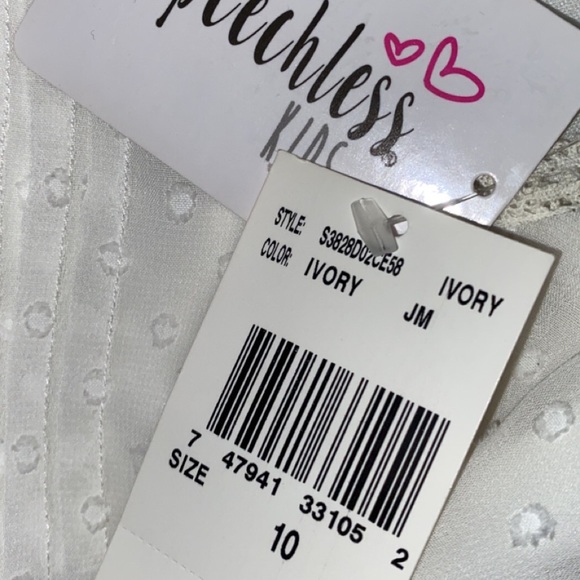 peechless®
KIDS
STYLE: S3828D02CE58
COLOR: IVORY IVORY
JM
7 47941 33105 2
SIZE 10